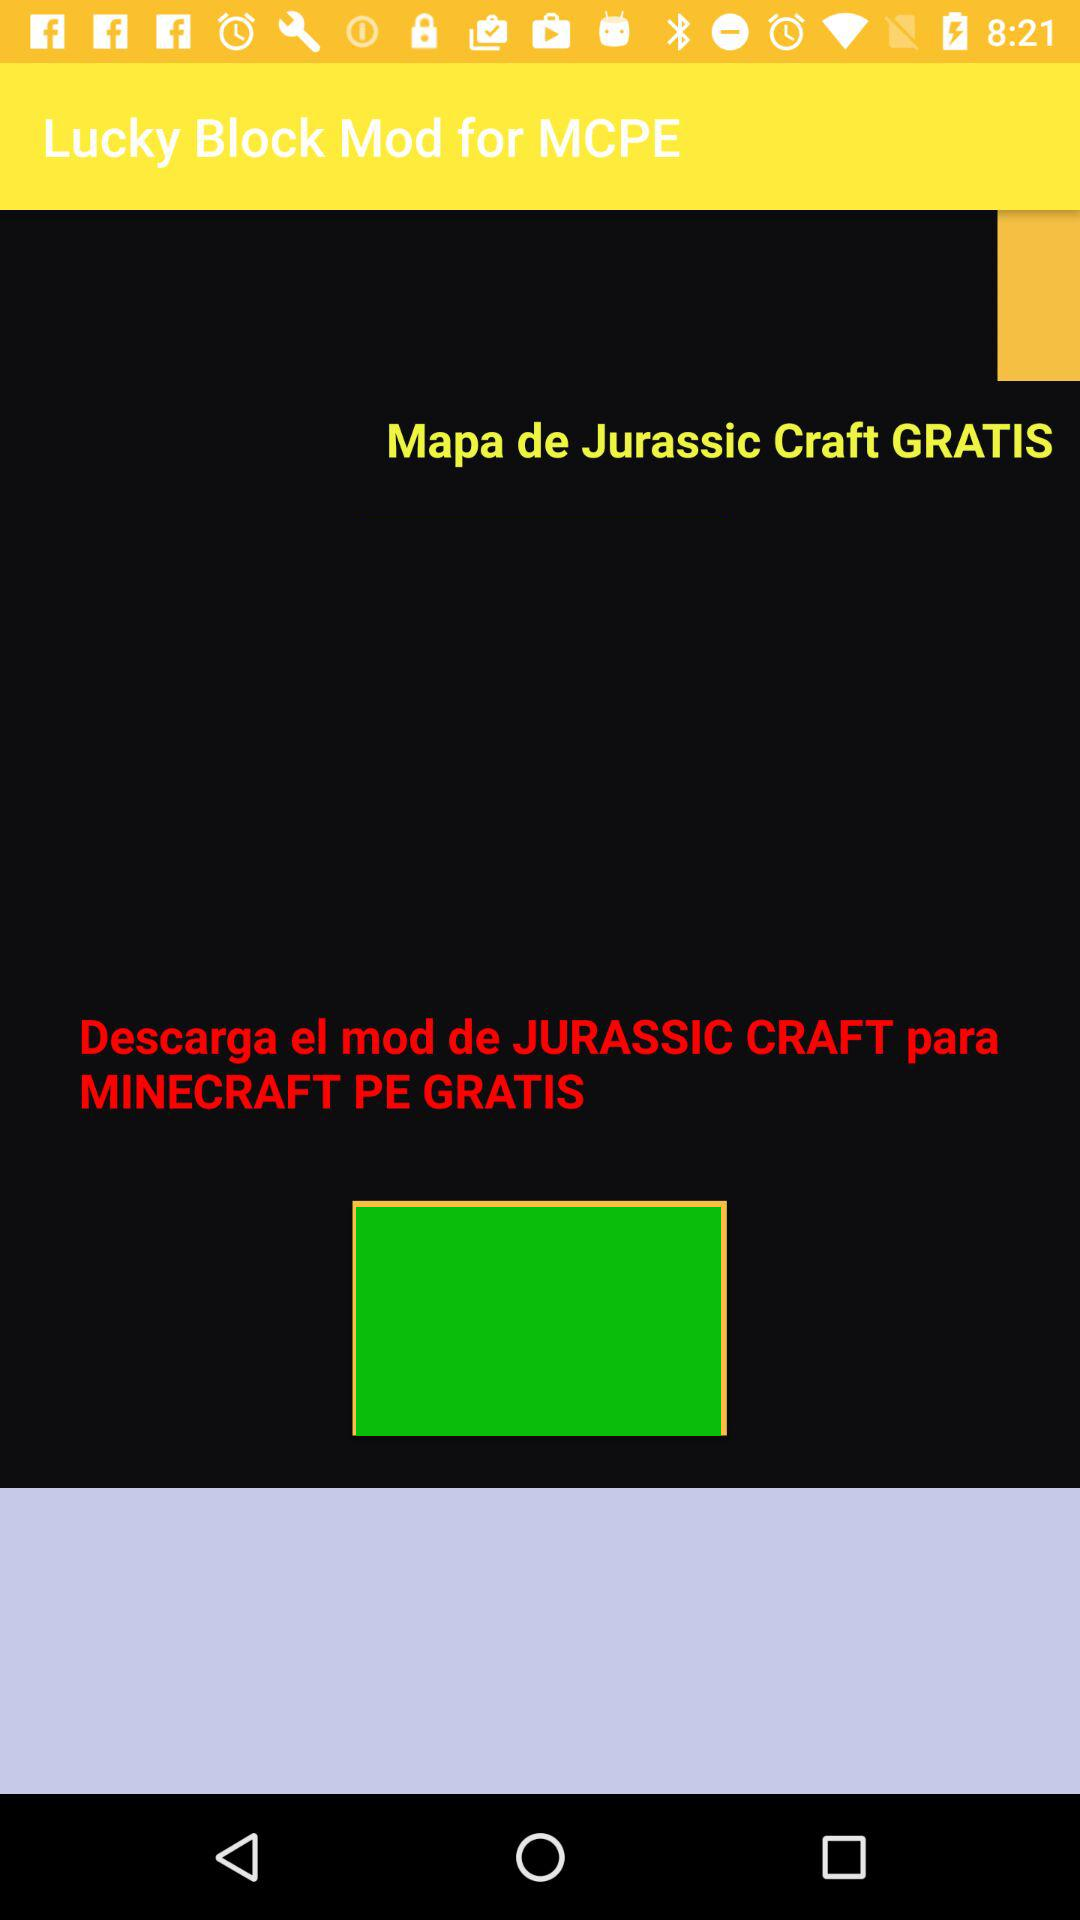 8:21
Lucky Block Mod for MCPE
Mapa de Jurassic Craft GRATIS
Descarga el mod de JURASSIC CRAFT para
MINECRAFT PE GRATIS